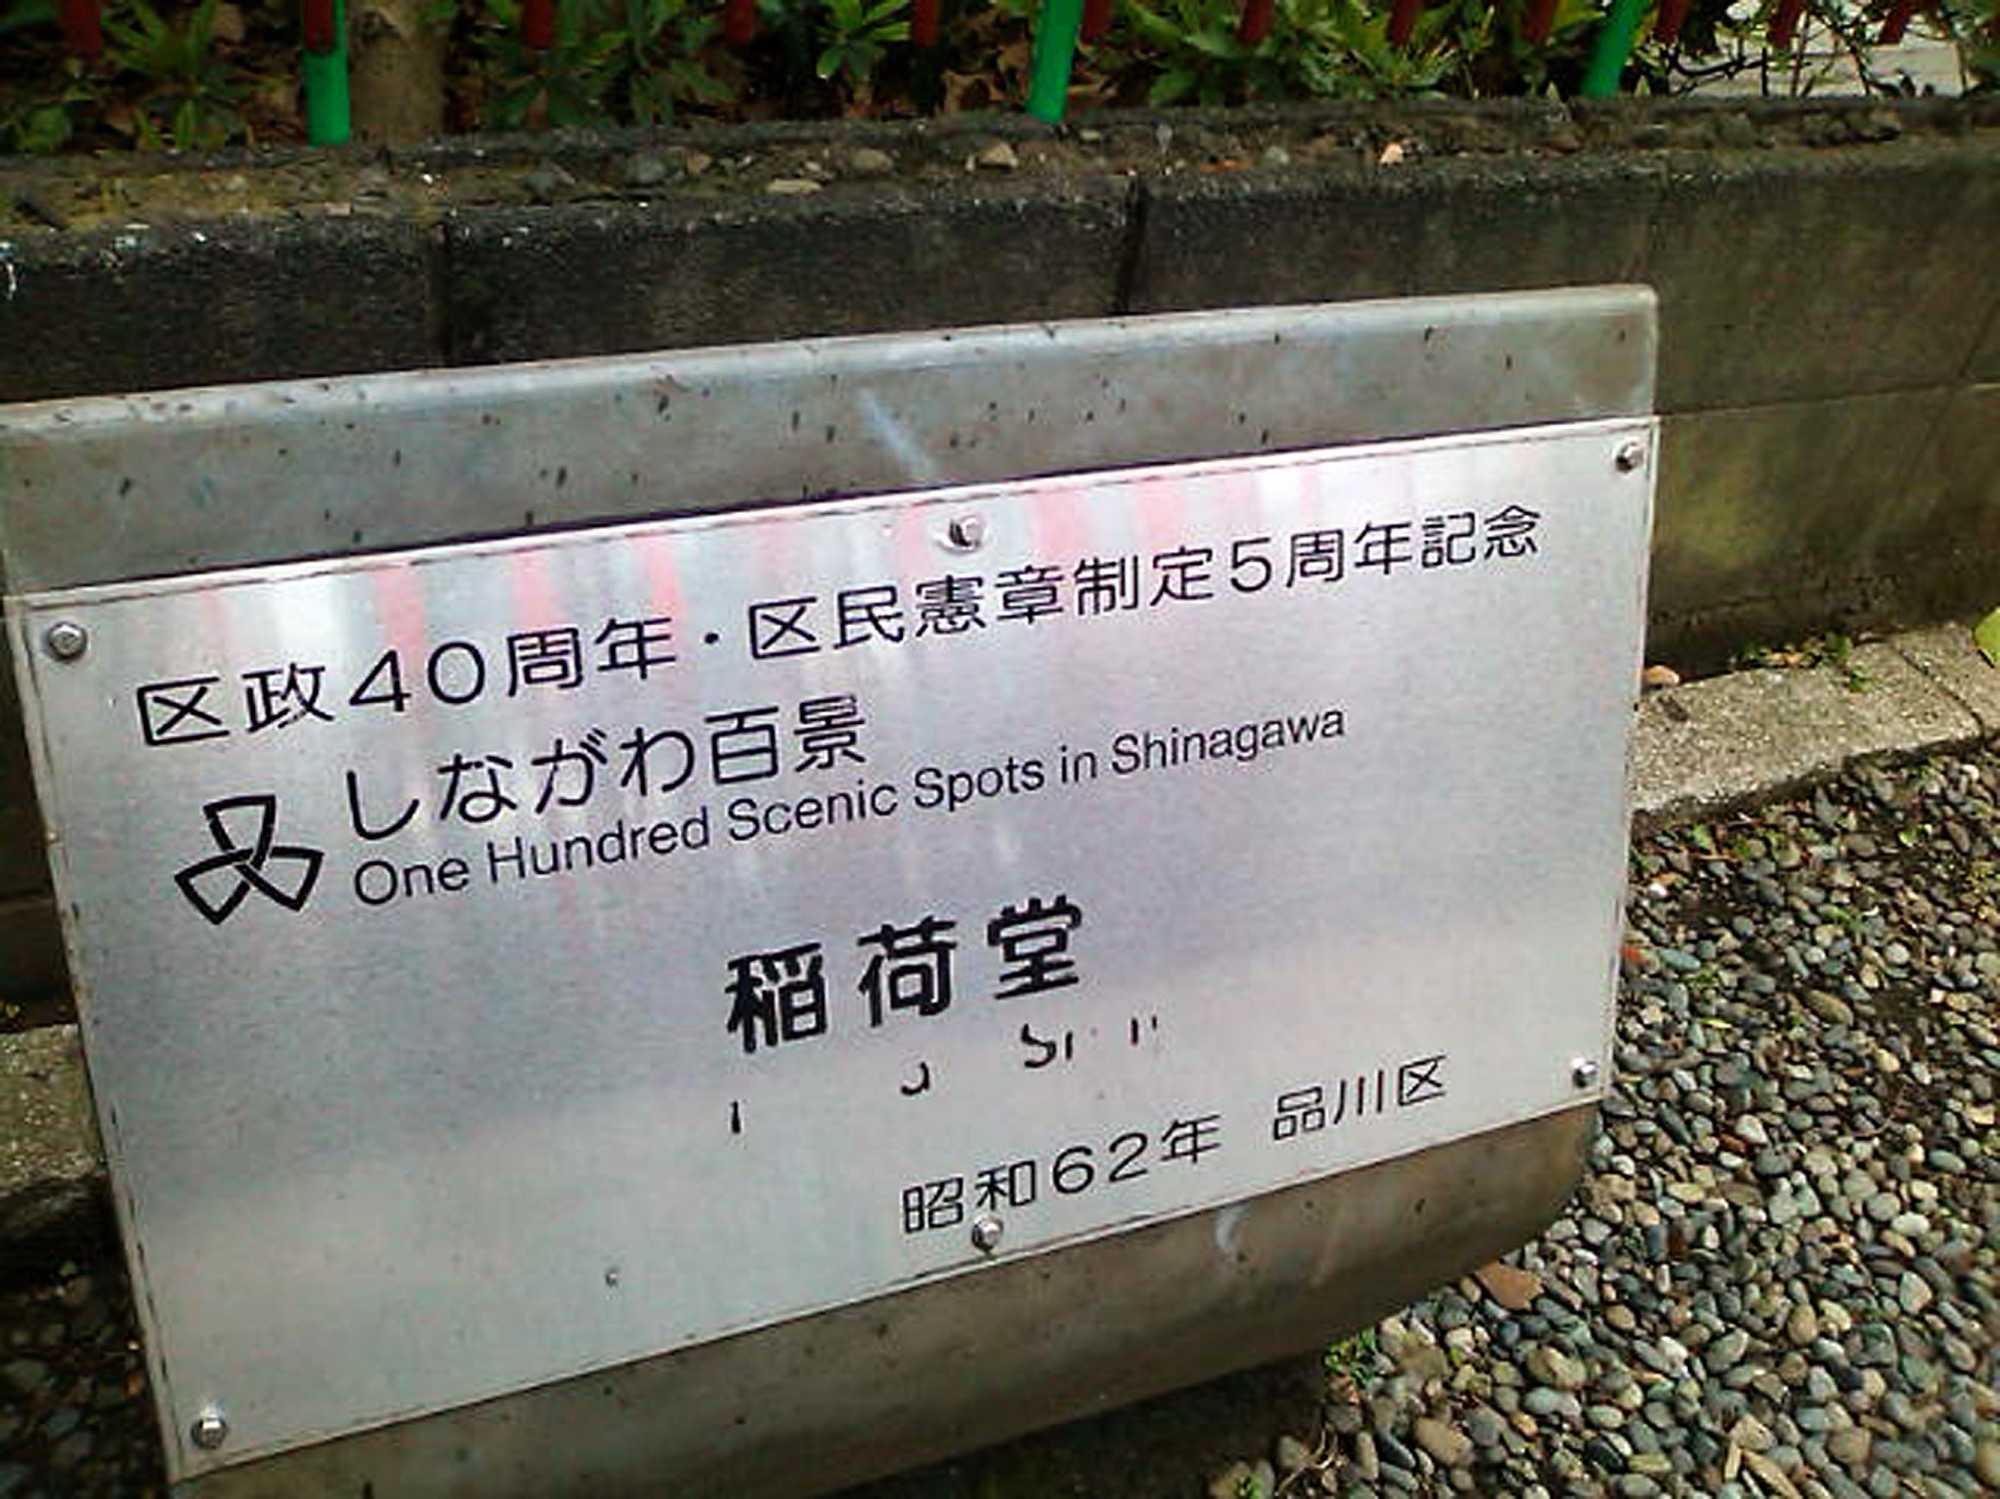 区政40周年・区民憲章制定5周年記念
しながわ百景
One Hundred Scenic Spots in Shinagawa
稲荷堂
昭和62年 品川区